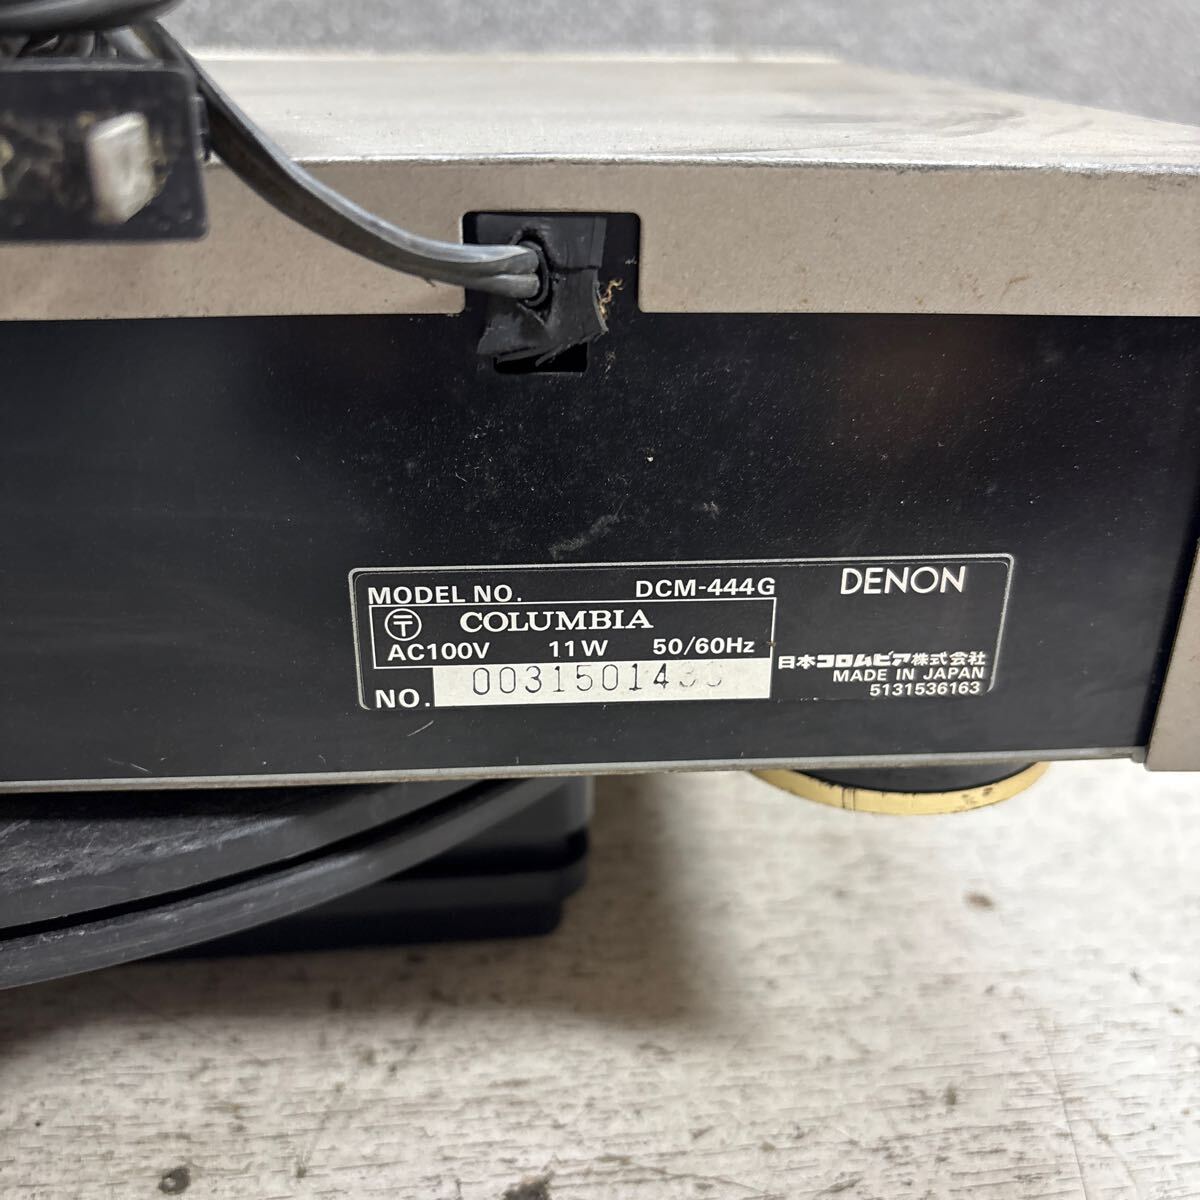 MODEL NO. DCM-444G
〒 COLUMBIA
AC100V 11W 50/60Hz
NO.
DENON
日本コロムビア株式会社
MADE IN JAPAN
5131536163